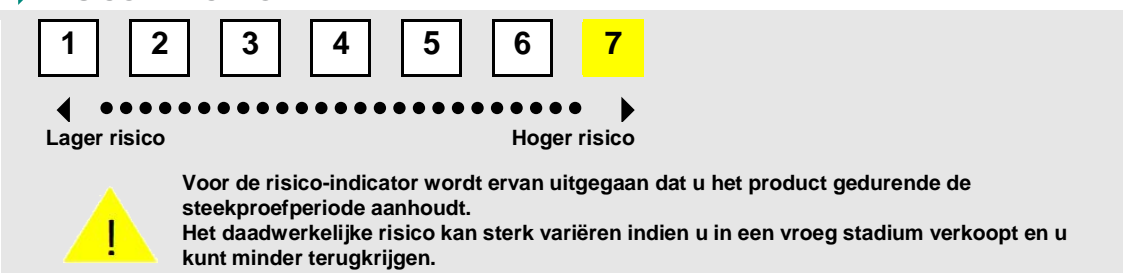 1 2 3 4 5 6 7
Lager risico Hoger risico
!
Voor de risico-indicator wordt ervan uitgegaan dat u het product gedurende de
steekproefperiode aanhoudt.
Het daadwerkelijke risico kan sterk variëren indien u in een vroeg stadium verkoopt en u
kunt minder terugkrijgen.